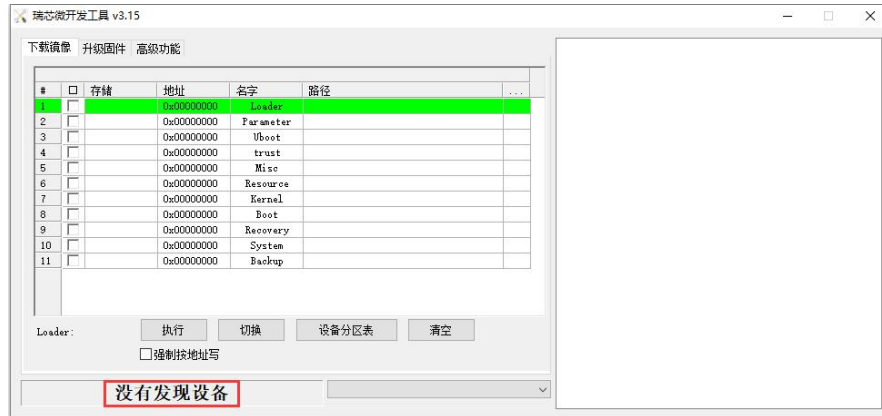 瑞芯微开发工具 v3.15
下载镜像 升级固件 高级功能
# 口 存储 地址 名字 路径 ...
1 0x00000000 Loader
2 0x00000000 Parameter
3 0x00000000 Uboot
4 0x00000000 trust
5 0x00000000 Misc
6 0x00000000 Resource
7 0x00000000 Kernel
8 0x00000000 Boot
9 0x00000000 Recovery
10 0x00000000 System
11 0x00000000 Backup
Loader: 执行 切换 设备分区表 清空
强制按地址写
没有发现设备